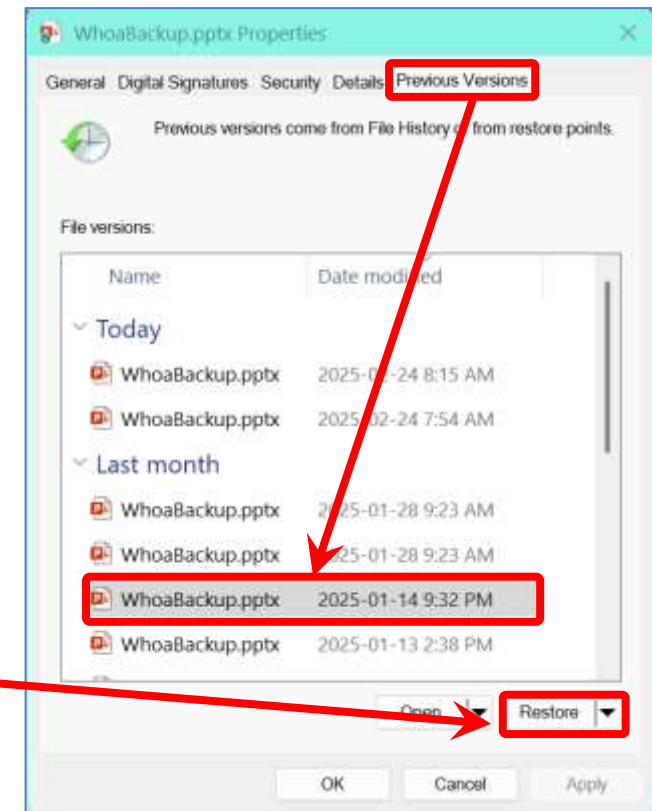 WhoaBackup.pptx Properties
General Digital Signatures Security Details Previous Versions
Previous versions come from File History or from restore points.
File versions:
Name Date modified
Today
WhoaBackup.pptx 2025-02-24 8:15 AM
WhoaBackup.pptx 2025-02-24 7:54 AM
Last month
WhoaBackup.pptx 2025-01-28 9:23 AM
WhoaBackup.pptx 2025-01-28 9:23 AM
WhoaBackup.pptx 2025-01-14 9:32 PM
WhoaBackup.pptx 2025-01-13 2:38 PM
Open Restore
OK Cancel Apply